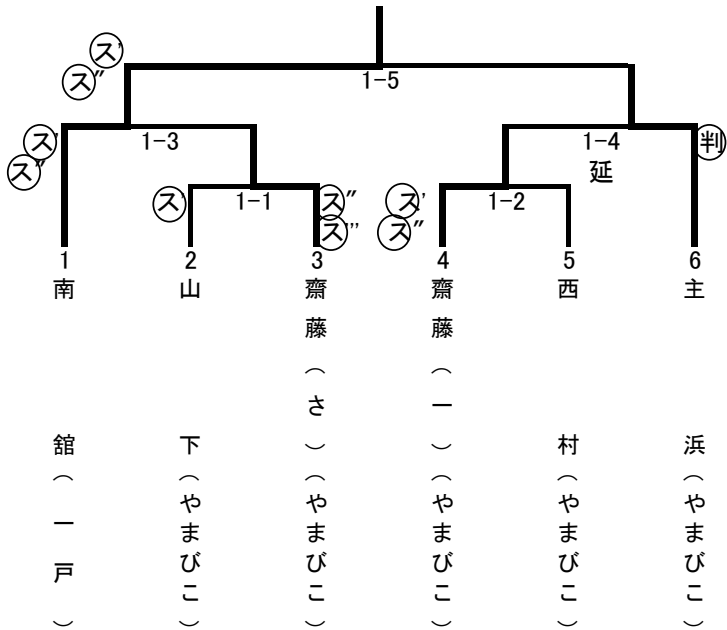 ス'
ス"
1-5
ス'
ス"
1-3
1-4
延
判
ス'
1-1
ス"
ス'''
ス'
ス"
1-2
1
南舘(一戸)
2
山下(やまびこ)
3
齋藤(さ)(やまびこ)
4
齋藤(一)(やまびこ)
5
西村(やまびこ)
6
主浜(やまびこ)